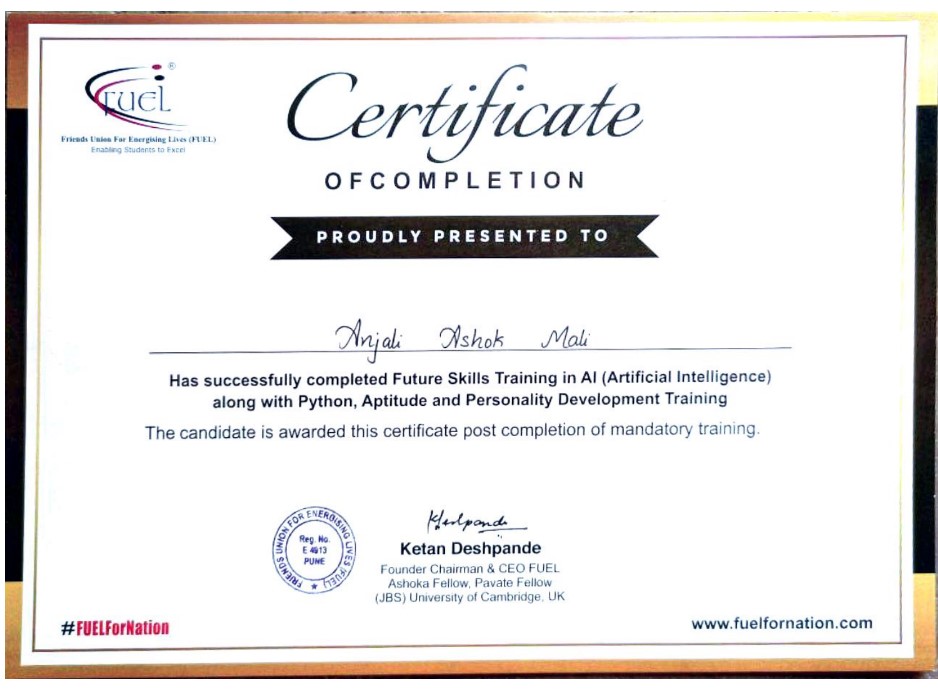 FUEL ®
Friends Union For Energising Lives (FUEL)
Enabling Students to Excel
Certificate
OFCOMPLETION
PROUDLY PRESENTED TO
Anjali Ashok Mali
Has successfully completed Future Skills Training in AI (Artificial Intelligence)
along with Python, Aptitude and Personality Development Training
The candidate is awarded this certificate post completion of mandatory training.
FRIENDS UNION FOR ENERGISING LIVES (FUEL) ★
Reg. No.
E 4913
PUNE
KDeshpande
Ketan Deshpande
Founder Chairman & CEO FUEL
Ashoka Fellow, Pavate Fellow
(JBS) University of Cambridge, UK
#FUELForNation
www.fuelfornation.com